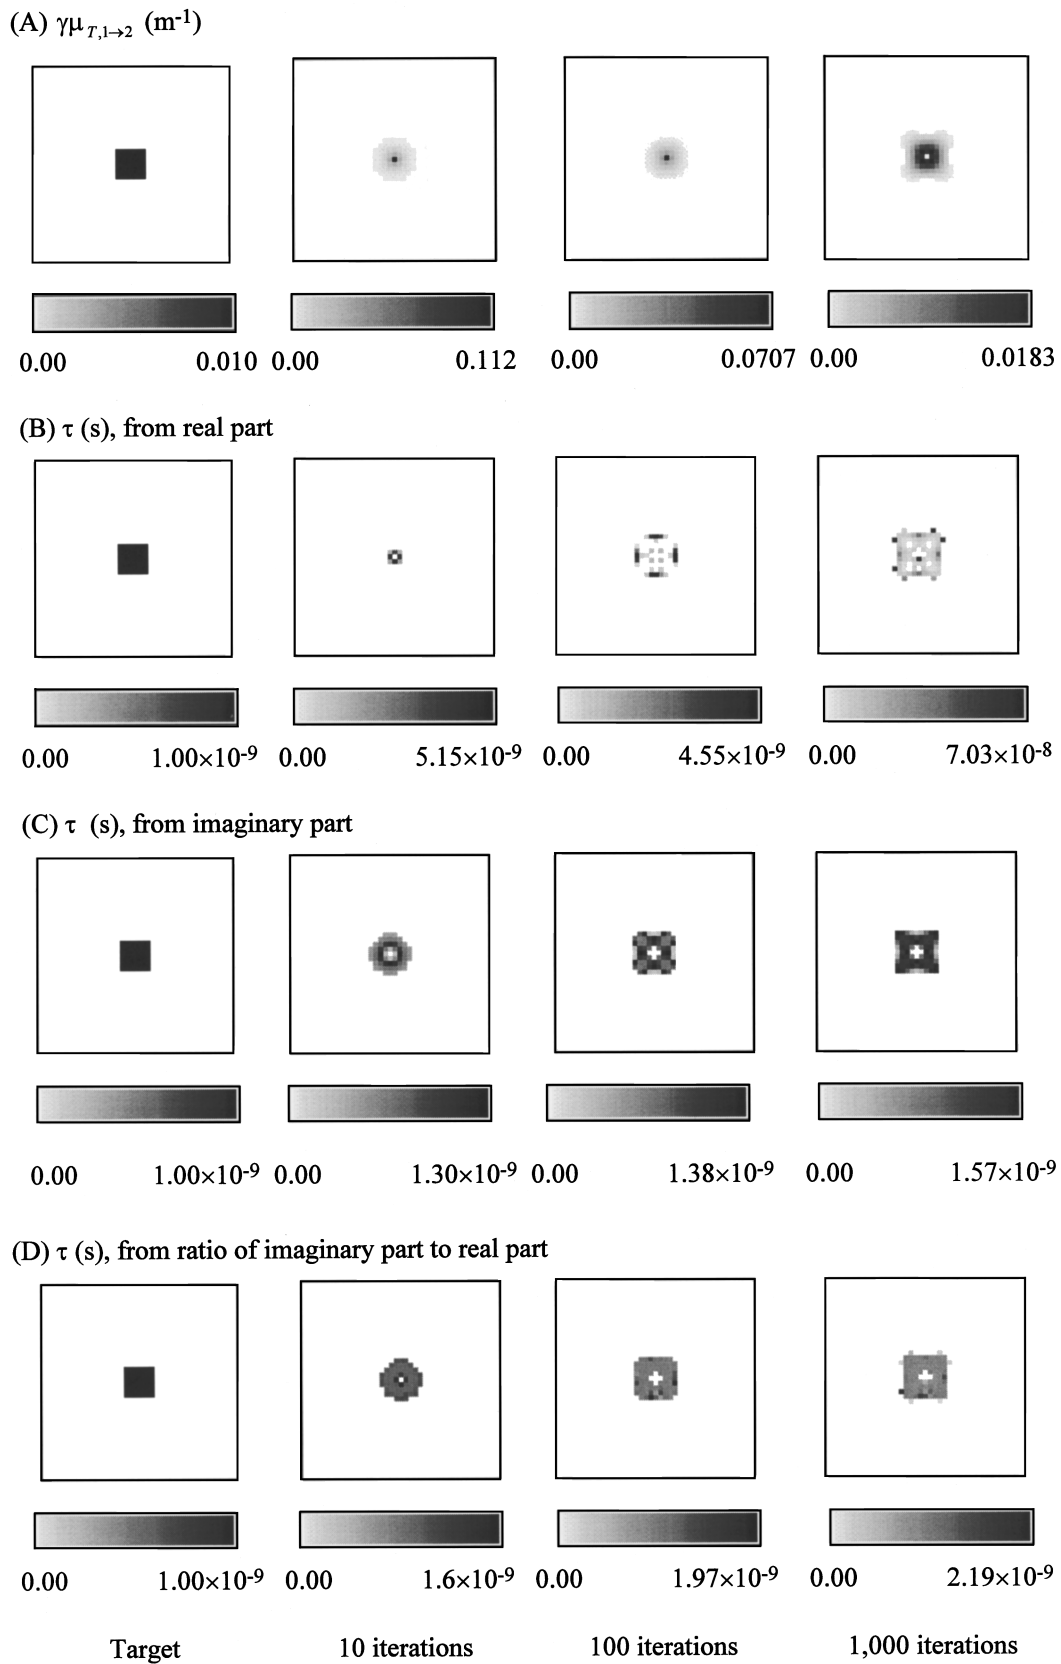 (A) γμ T,1→2 (m-1)
0.00 0.010 0.00 0.112 0.00 0.0707 0.00 0.0183
(B) τ (s), from real part
0.00 1.00×10-9 0.00 5.15×10-9 0.00 4.55×10-9 0.00 7.03×10-8
(C) τ (s), from imaginary part
0.00 1.00×10-9 0.00 1.30×10-9 0.00 1.38×10-9 0.00 1.57×10-9
(D) τ (s), from ratio of imaginary part to real part
0.00 1.00×10-9 0.00 1.6×10-9 0.00 1.97×10-9 0.00 2.19×10-9
Target 10 iterations 100 iterations 1,000 iterations